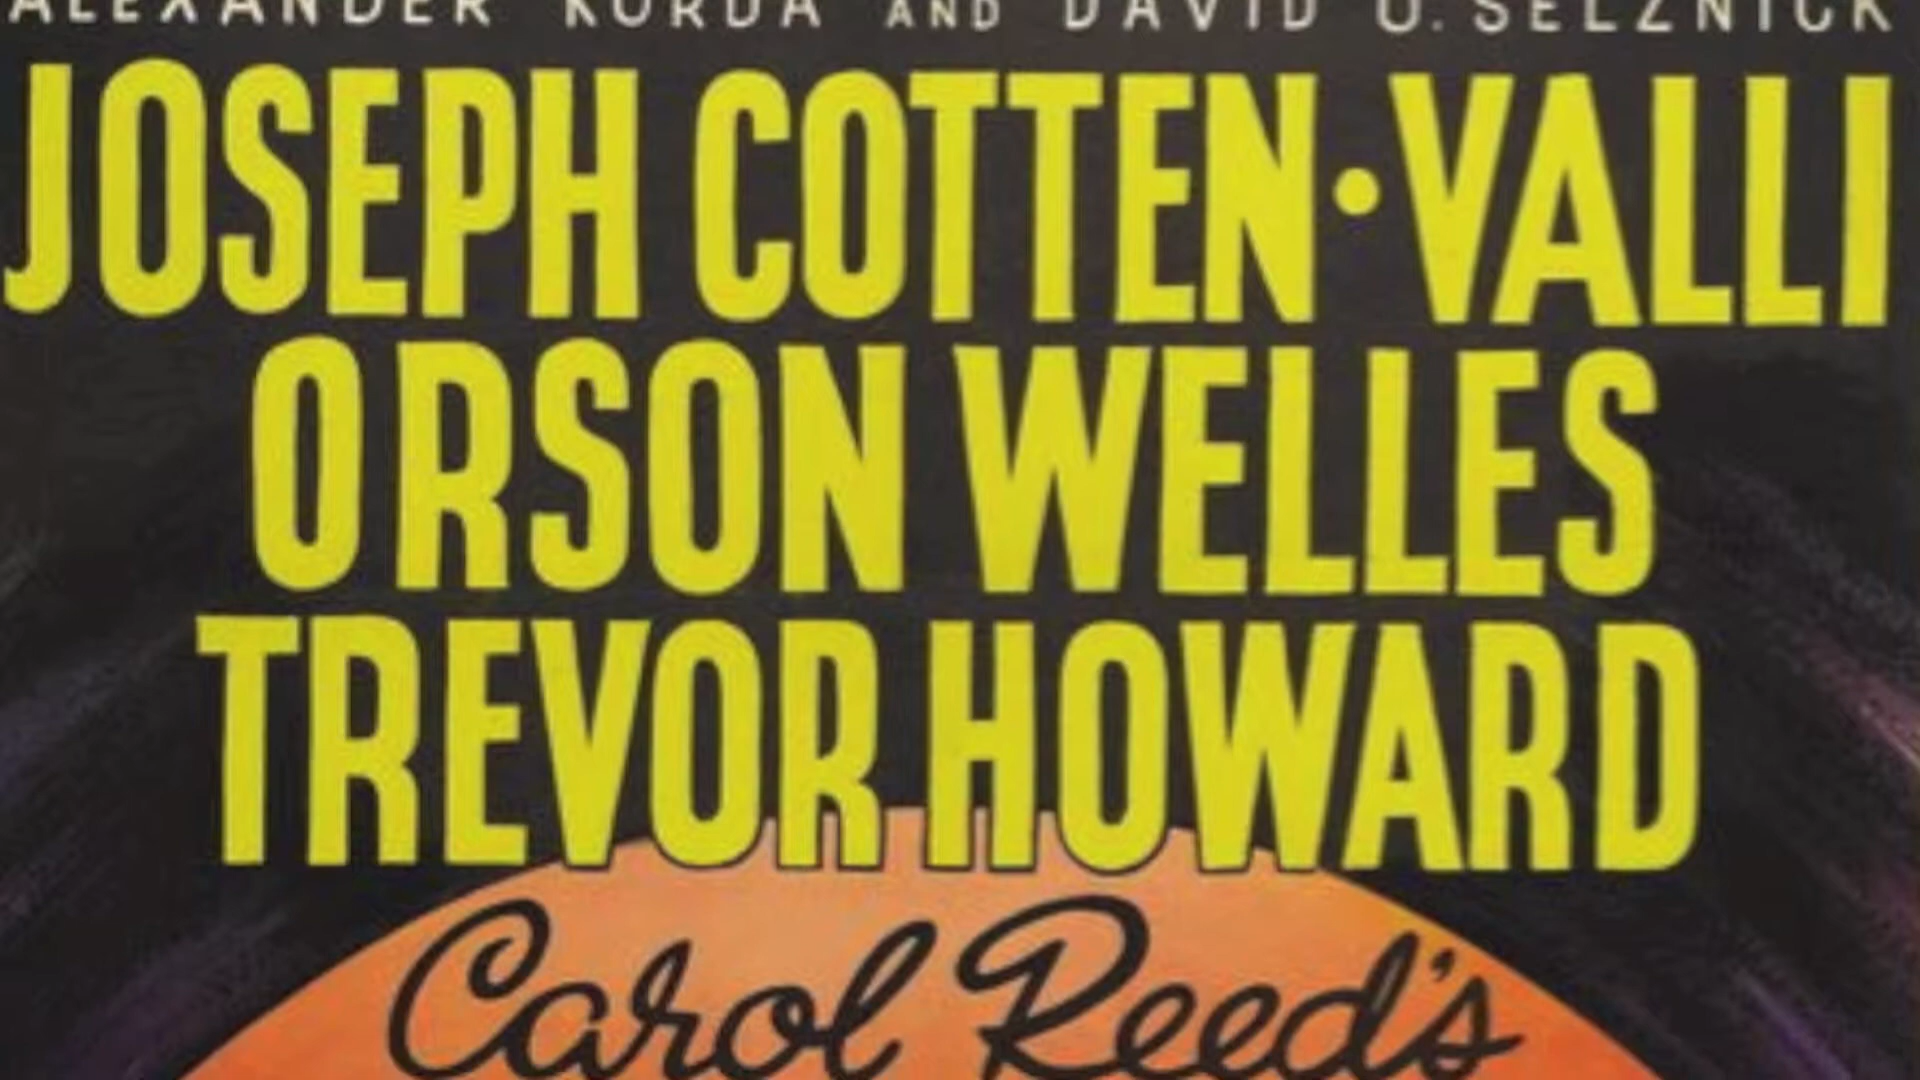 ALEXANDER KORDA AND DAVID O. SELZNICK
JOSEPH COTTEN·VALLI
ORSON WELLES
TREVOR HOWARD
Carol Reed's